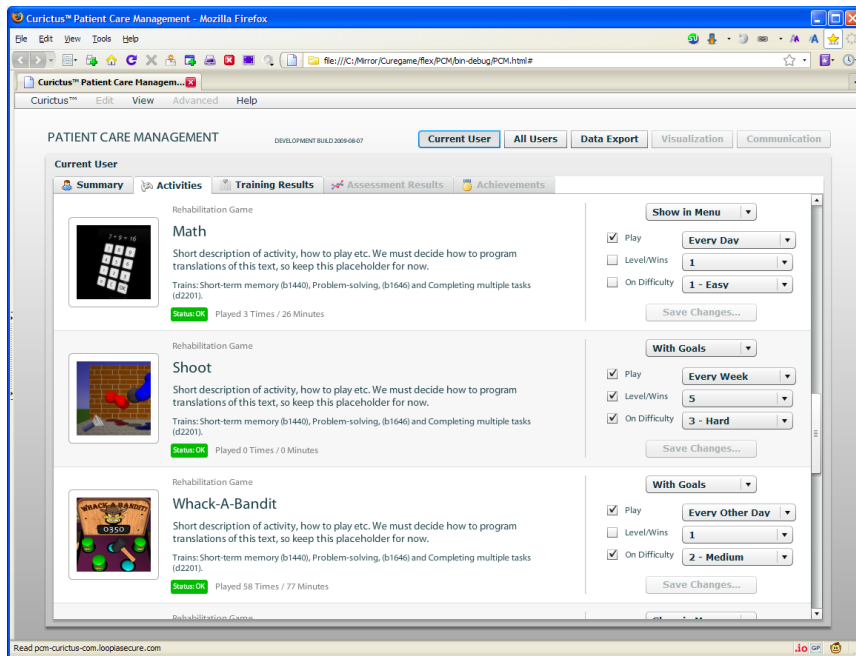 Curictus™ Patient Care Management - Mozilla Firefox
File Edit View Tools Help
file:///C:/Mirror/Curegame/flex/PCM/bin-debug/PCM.html#
Curictus™ Patient Care Managem...
Curictus™ Edit View Advanced Help
PATIENT CARE MANAGEMENT DEVELOPMENT BUILD 2009-08-07 Current User All Users Data Export Visualization Communication
Current User
Summary Activities Training Results Assessment Results Achievements
Rehabilitation Game
Math
Short description of activity, how to play etc. We must decide how to program
translations of this text, so keep this placeholder for now.
Trains: Short-term memory (b1440), Problem-solving, (b1646) and Completing multiple tasks
(d2201).
Status: OK Played 3 Times / 26 Minutes
7 + 9 = 16
Show in Menu
Play Every Day
Level/Wins 1
On Difficulty 1 - Easy
Save Changes...
Rehabilitation Game
Shoot
Short description of activity, how to play etc. We must decide how to program
translations of this text, so keep this placeholder for now.
Trains: Short-term memory (b1440), Problem-solving, (b1646) and Completing multiple tasks
(d2201).
Status: OK Played 0 Times / 0 Minutes
With Goals
Play Every Week
Level/Wins 5
On Difficulty 3 - Hard
Save Changes...
Rehabilitation Game
Whack-A-Bandit
Short description of activity, how to play etc. We must decide how to program
translations of this text, so keep this placeholder for now.
Trains: Short-term memory (b1440), Problem-solving, (b1646) and Completing multiple tasks
(d2201).
Status: OK Played 58 Times / 77 Minutes
WHACK-A-BANDIT!
0350
With Goals
Play Every Other Day
Level/Wins 1
On Difficulty 2 - Medium
Save Changes...
Rehabilitation Game
Read pcm-curictus-com.loopiasecure.com
.io GP